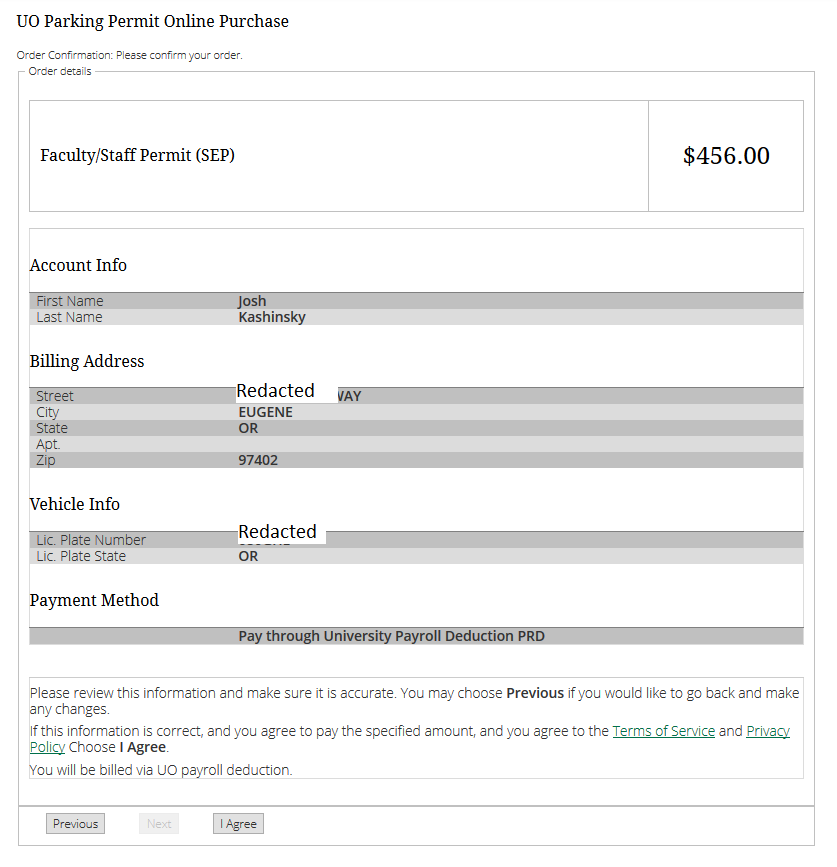 UO Parking Permit Online Purchase
Order Confirmation: Please confirm your order.
Order details
Faculty/Staff Permit (SEP) $456.00
Account Info
First Name Josh
Last Name Kashinsky
Billing Address
Street Redacted WAY
City EUGENE
State OR
Apt.
Zip 97402
Vehicle Info
Lic. Plate Number Redacted
Lic. Plate State OR
Payment Method
Pay through University Payroll Deduction PRD
Please review this information and make sure it is accurate. You may choose Previous if you would like to go back and make
any changes.
If this information is correct, and you agree to pay the specified amount, and you agree to the Terms of Service and Privacy
Policy Choose I Agree.
You will be billed via UO payroll deduction.
Previous Next I Agree